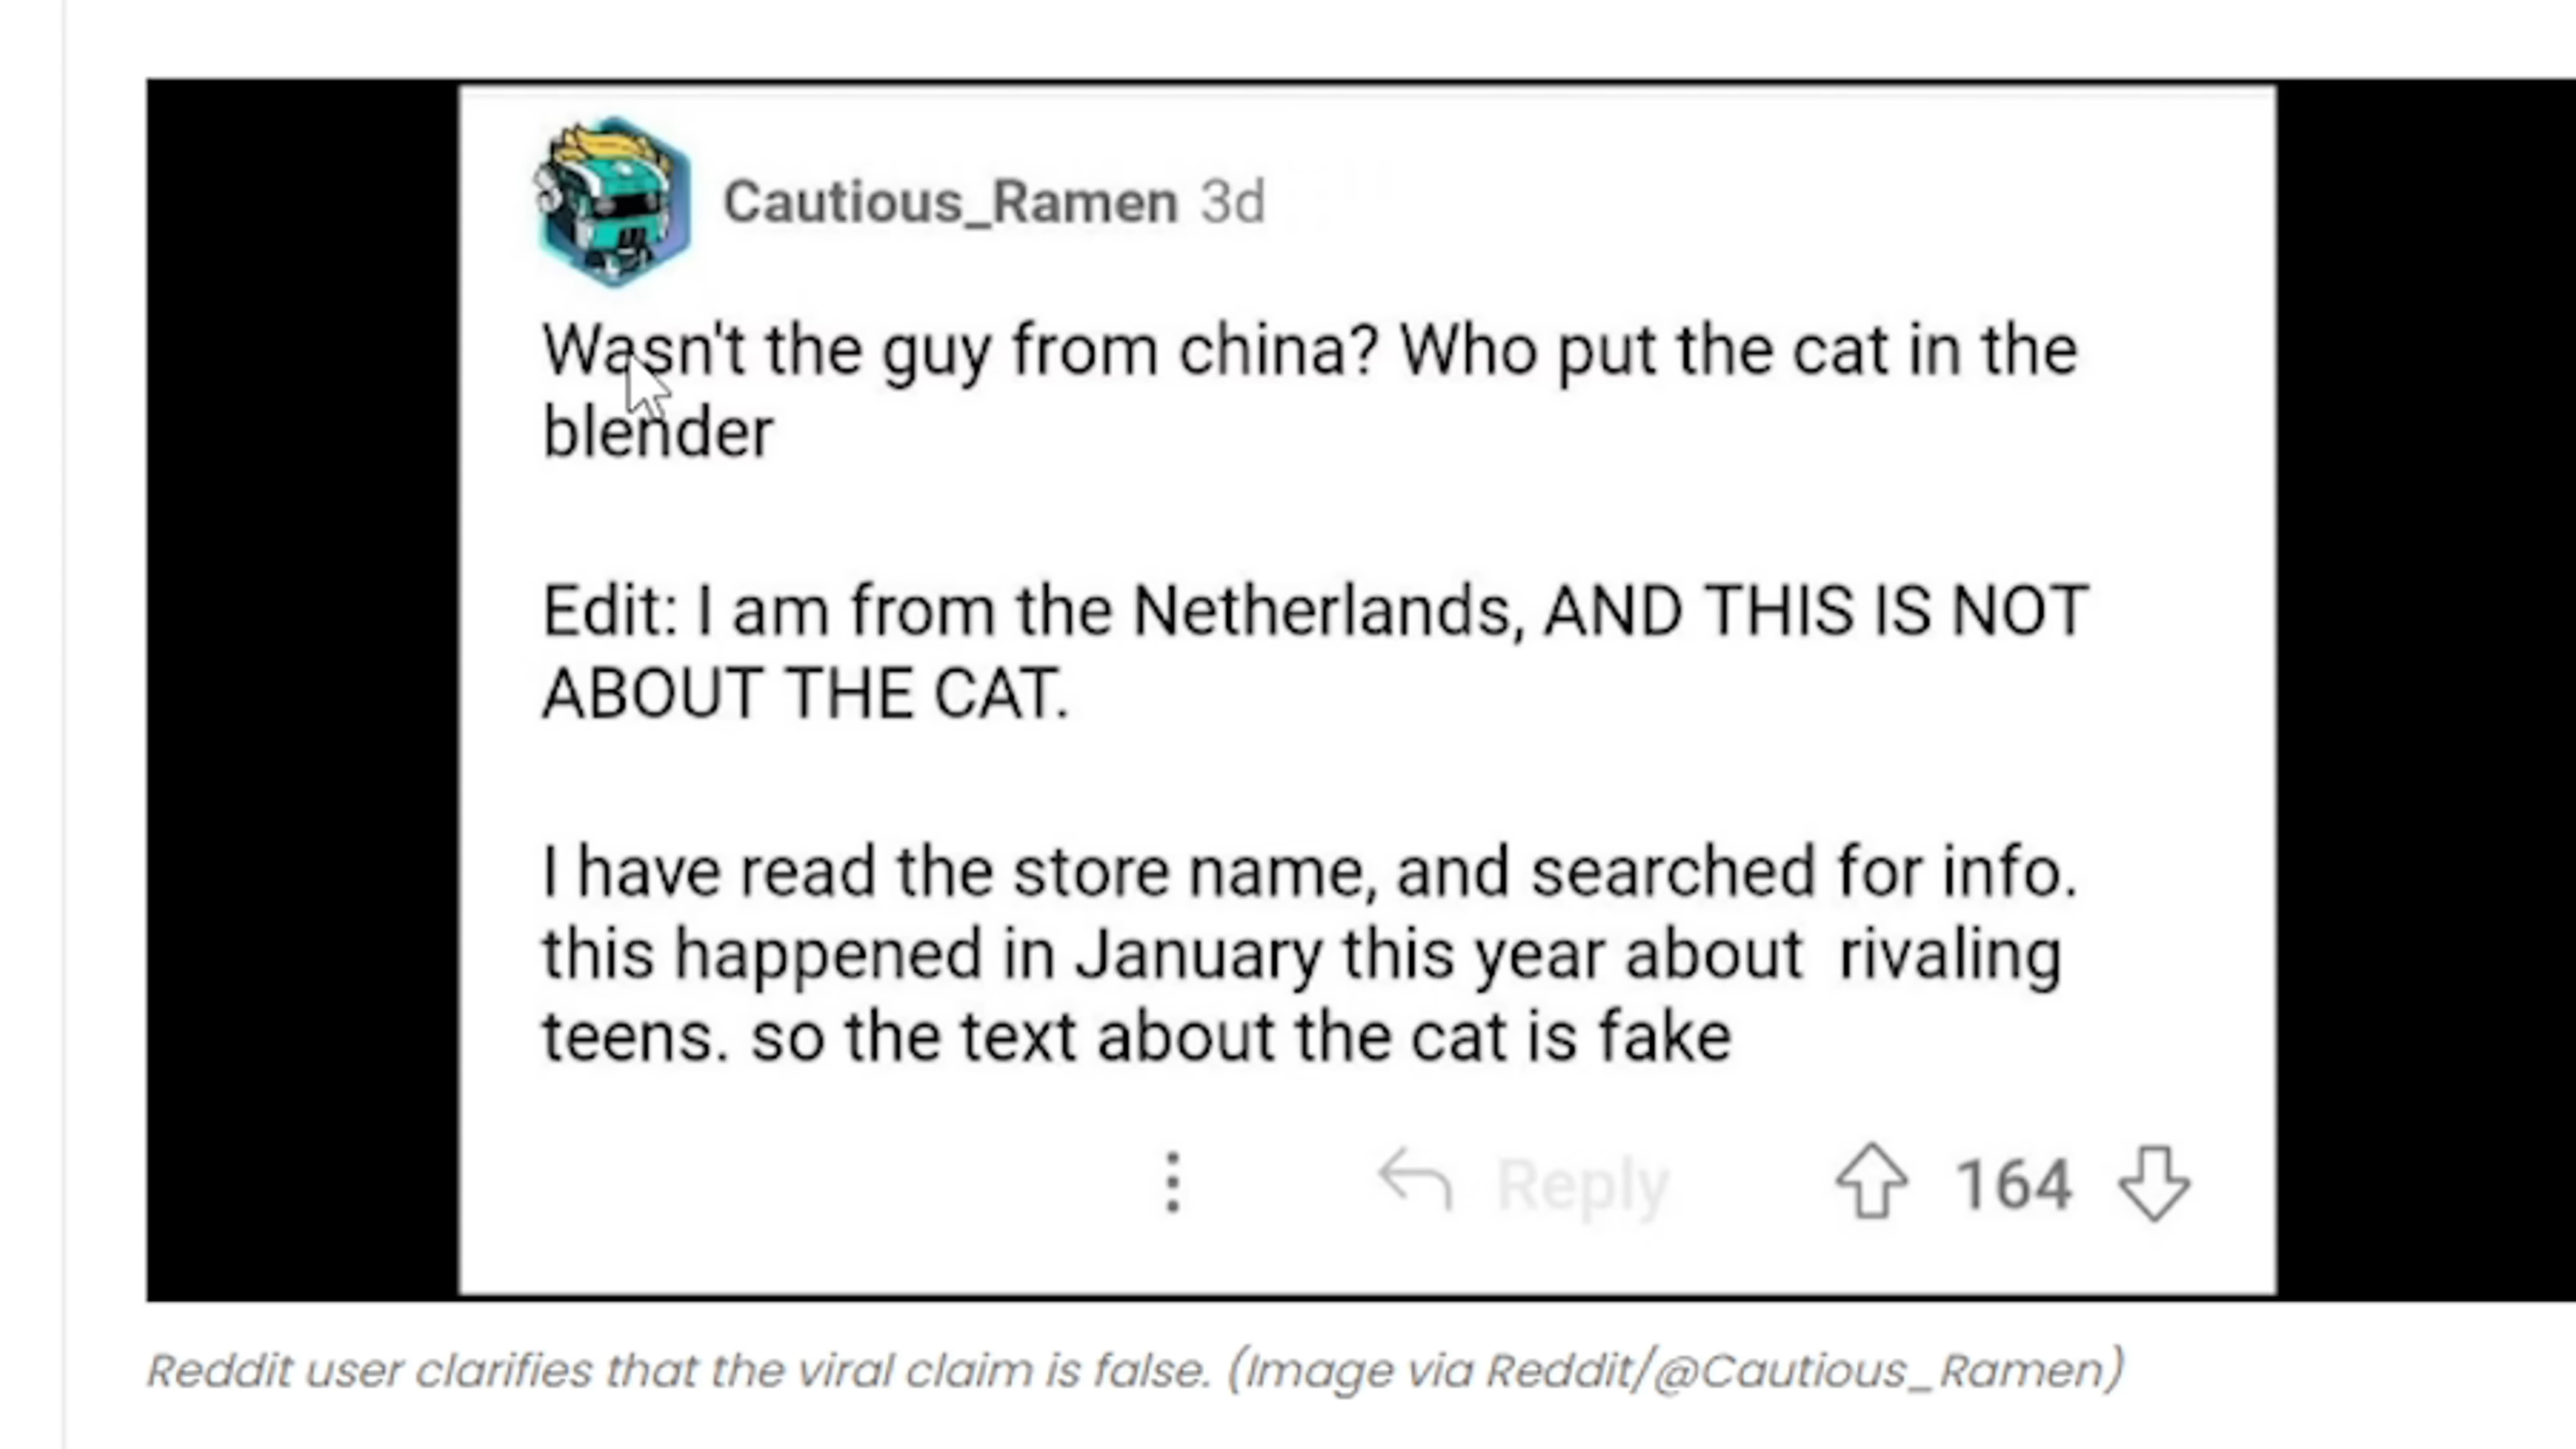 Cautious_Ramen 3d
Wasn't the guy from china? Who put the cat in the
blender
Edit: I am from the Netherlands, AND THIS IS NOT
ABOUT THE CAT.
I have read the store name, and searched for info.
this happened in January this year about  rivaling
teens. so the text about the cat is fake
Reply 164
Reddit user clarifies that the viral claim is false. (Image via Reddit/@Cautious_Ramen)